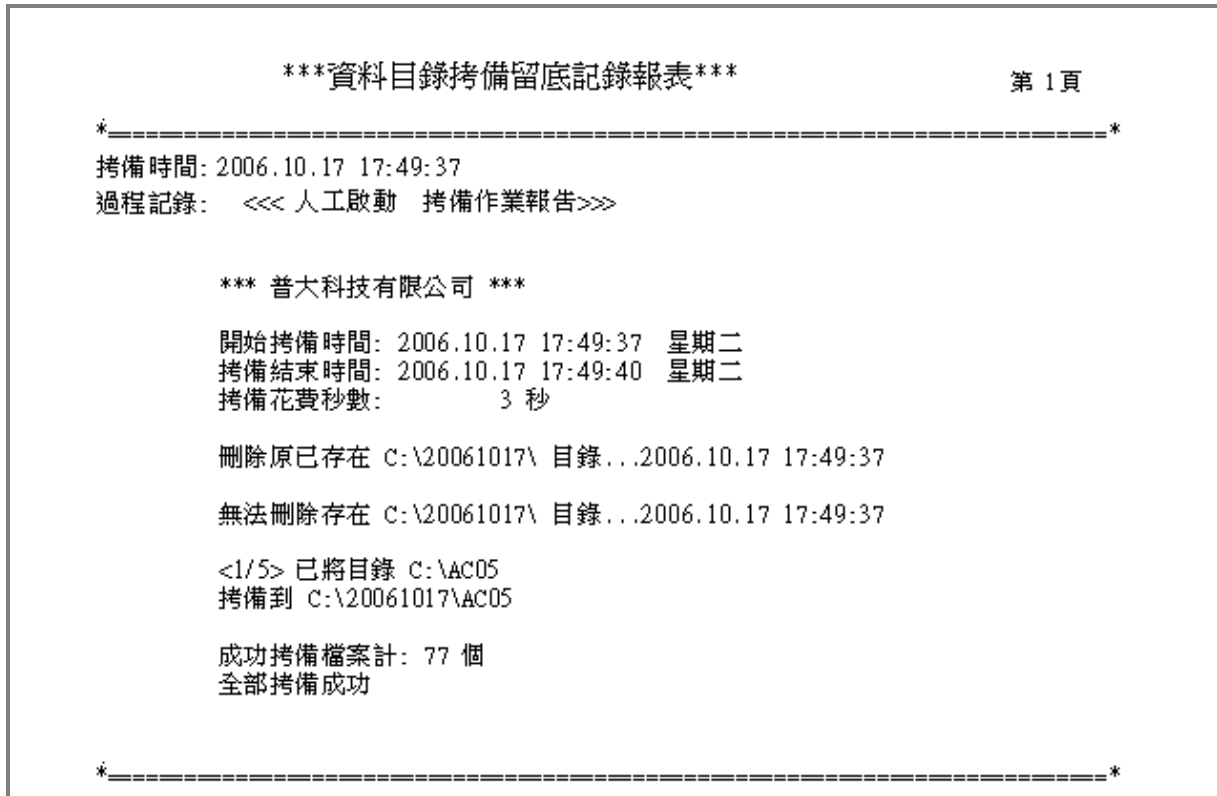 ***資料目錄拷備留底記錄報表*** 第 1頁
*==============================================================================*
拷備時間: 2006.10.17 17:49:37
過程記錄: <<< 人工啟動 拷備作業報告>>>
*** 普大科技有限公司 ***
開始拷備時間: 2006.10.17 17:49:37 星期二
拷備結束時間: 2006.10.17 17:49:40 星期二
拷備花費秒數: 3 秒
刪除原已存在 C:\20061017\ 目錄...2006.10.17 17:49:37
無法刪除存在 C:\20061017\ 目錄...2006.10.17 17:49:37
<1/5> 已將目錄 C:\AC05
拷備到 C:\20061017\AC05
成功拷備檔案計: 77 個
全部拷備成功
*==============================================================================*